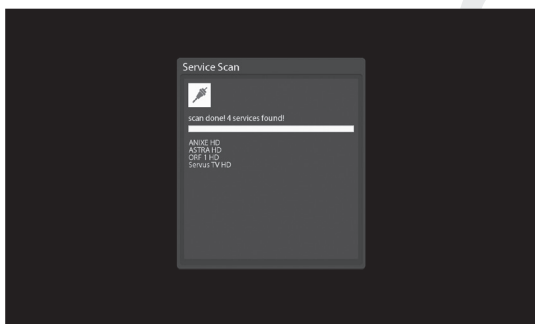 Service Scan
scan done! 4 services found!
ANIXE HD
ASTRA HD
ORF 1 HD
Servus TV HD